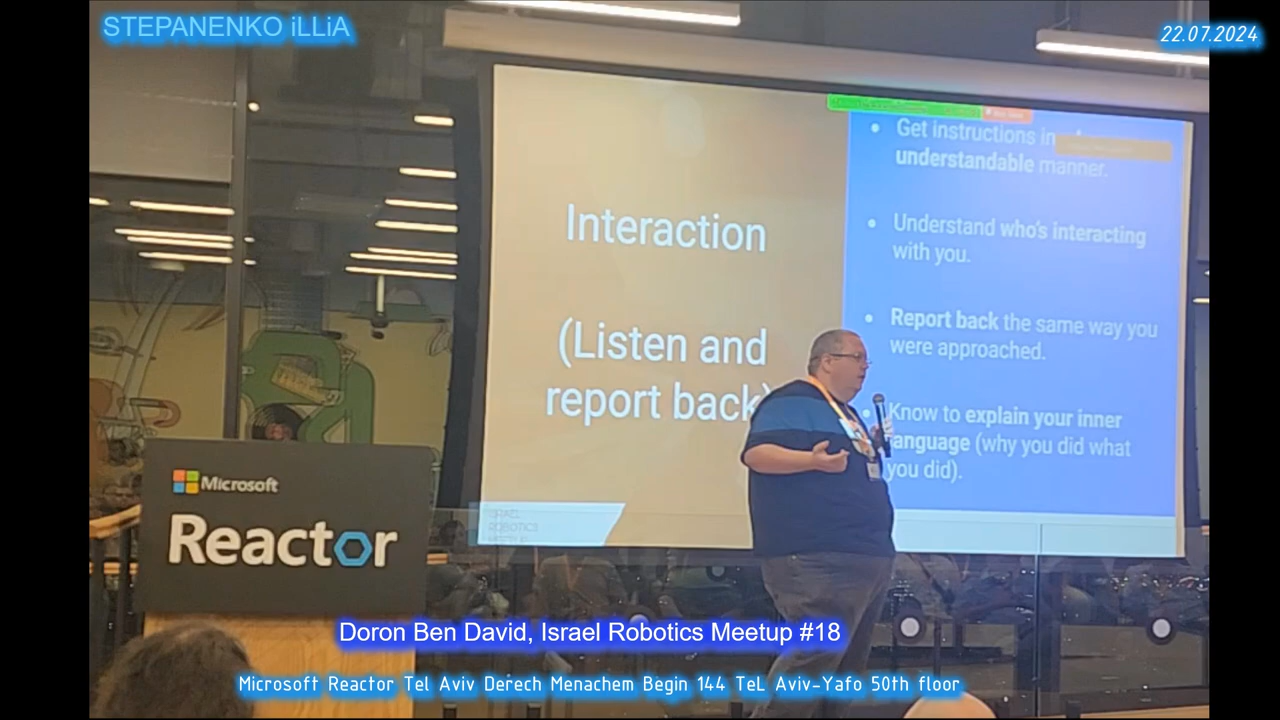 STEPANENKO iLLiA
22.07.2024
Interaction
(Listen and
report back)
Get instructions in
understandable manner.
Understand who's interacting
with you.
Report back the same way you
were approached.
Know to explain your inner
language (why you did what
you did).
ISRAEL
ROBOTICS
MEETUP
Microsoft
Reactor
Doron Ben David, Israel Robotics Meetup #18
Microsoft Reactor Tel Aviv Derech Menachem Begin 144 TeL Aviv-Yafo 50th floor